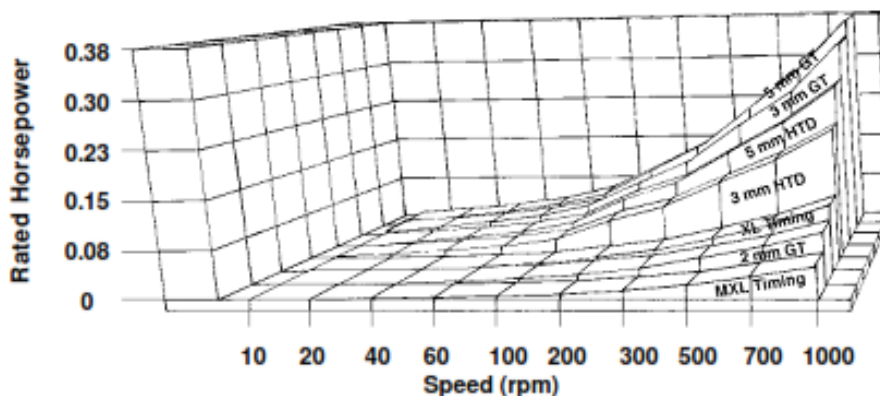 Rated Horsepower
0.38
0.30
0.23
0.15
0.08
0
5 mm GT
3 mm GT
5 mm HTD
3 mm HTD
XL Timing
2 mm GT
MXL Timing
10 20 40 60 100 200 300 500 700 1000
Speed (rpm)